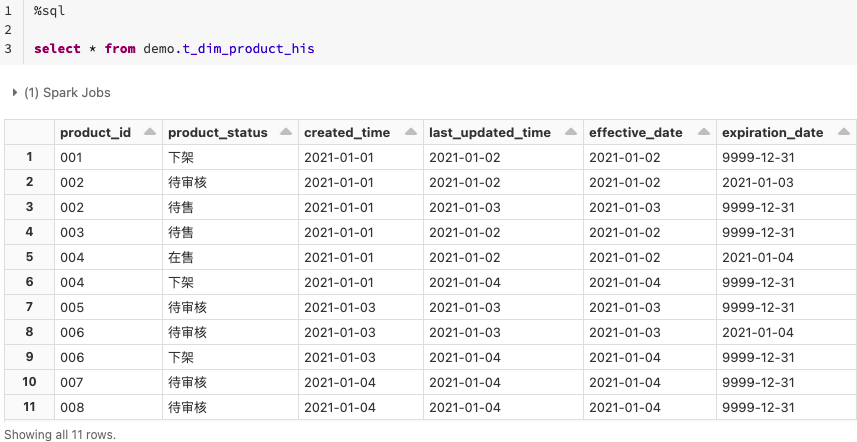 1 %sql
2
3 select * from demo.t_dim_product_his
(1) Spark Jobs
product_id product_status created_time last_updated_time effective_date expiration_date
1 001 下架 2021-01-01 2021-01-02 2021-01-02 9999-12-31
2 002 待审核 2021-01-01 2021-01-02 2021-01-02 2021-01-03
3 002 待售 2021-01-01 2021-01-03 2021-01-03 9999-12-31
4 003 待售 2021-01-01 2021-01-02 2021-01-02 9999-12-31
5 004 在售 2021-01-01 2021-01-02 2021-01-02 2021-01-04
6 004 下架 2021-01-01 2021-01-04 2021-01-04 9999-12-31
7 005 待审核 2021-01-03 2021-01-03 2021-01-03 9999-12-31
8 006 待审核 2021-01-03 2021-01-03 2021-01-03 2021-01-04
9 006 下架 2021-01-03 2021-01-04 2021-01-04 9999-12-31
10 007 待审核 2021-01-04 2021-01-04 2021-01-04 9999-12-31
11 008 待审核 2021-01-04 2021-01-04 2021-01-04 9999-12-31
Showing all 11 rows.